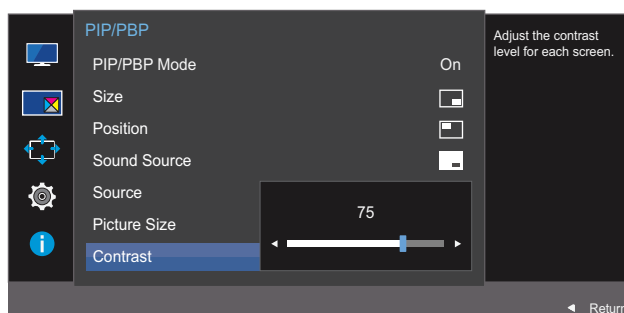 PIP/PBP
Adjust the contrast
level for each screen.
PIP/PBP Mode On
Size
Position
Sound Source
Source
Picture Size
75
Contrast
Return